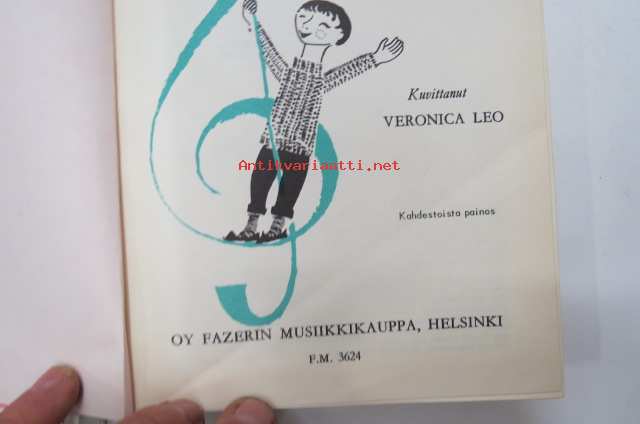 Kuvittanut
VERONICA LEO
Antikvariaatti.net
Kahdestoista painos
OY FAZERIN MUSIIKKIKAUPPA, HELSINKI
F.M. 3624